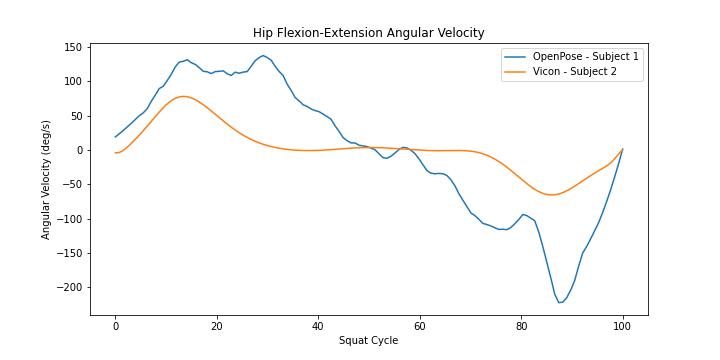 Hip Flexion-Extension Angular Velocity
OpenPose - Subject 1
Vicon - Subject 2
Angular Velocity (deg/s)
150
100
50
0
−50
−100
−150
−200
0
20
40
60
80
100
Squat Cycle